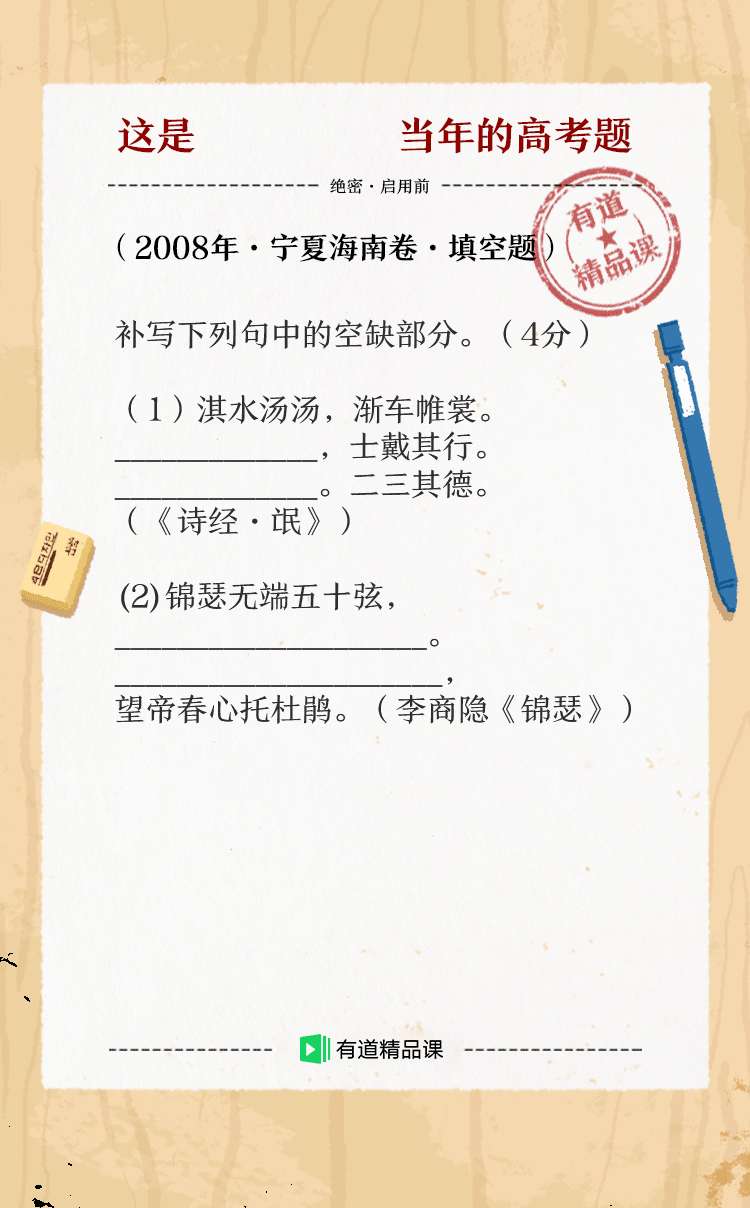 这是 当年的高考题
绝密·启用前
有道
精品课
（2008年·宁夏海南卷·填空题）
补写下列句中的空缺部分。（4分）
（1）淇水汤汤，渐车帷裳。
_____________，士戴其行。
_____________。二三其德。
（《诗经·氓》）
(2)锦瑟无端五十弦，
____________________。
_____________________，
望帝春心托杜鹃。（李商隐《锦瑟》）
有道精品课